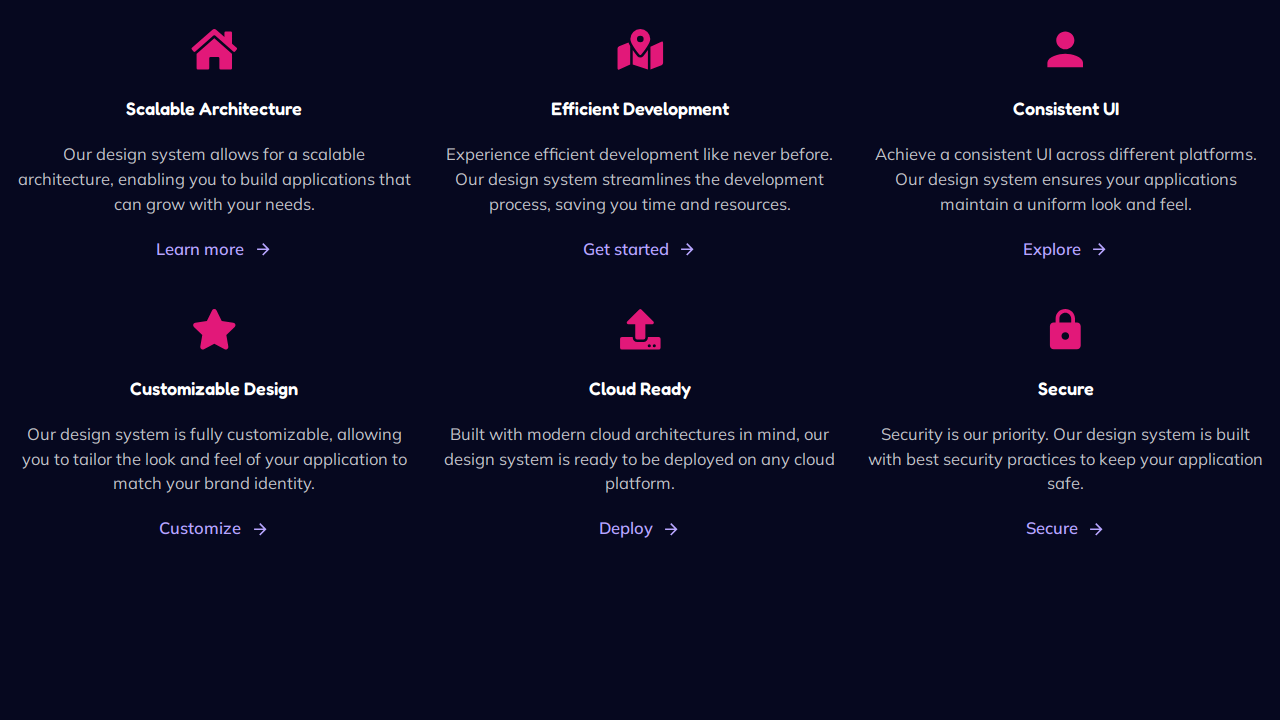 Scalable Architecture
Our design system allows for a scalable
architecture, enabling you to build applications that
can grow with your needs.
Learn more
Efficient Development
Experience efficient development like never before.
Our design system streamlines the development
process, saving you time and resources.
Get started
Consistent UI
Achieve a consistent UI across different platforms.
Our design system ensures your applications
maintain a uniform look and feel.
Explore
Customizable Design
Our design system is fully customizable, allowing
you to tailor the look and feel of your application to
match your brand identity.
Customize
Cloud Ready
Built with modern cloud architectures in mind, our
design system is ready to be deployed on any cloud
platform.
Deploy
Secure
Security is our priority. Our design system is built
with best security practices to keep your application
safe.
Secure